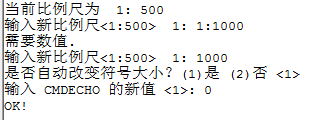 当前比例尺为  1: 500
输入新比例尺<1:500>  1: 1:1000
需要数值.
输入新比例尺<1:500>  1: 1000
是否自动改变符号大小? (1)是 (2)否 <1>
输入 CMDECHO 的新值 <1>: 0
OK!